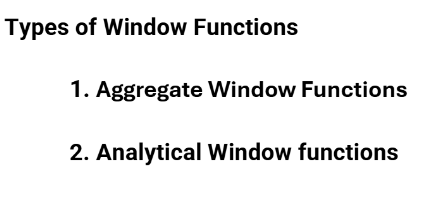 Types of Window Functions
1. Aggregate Window Functions
2. Analytical Window functions